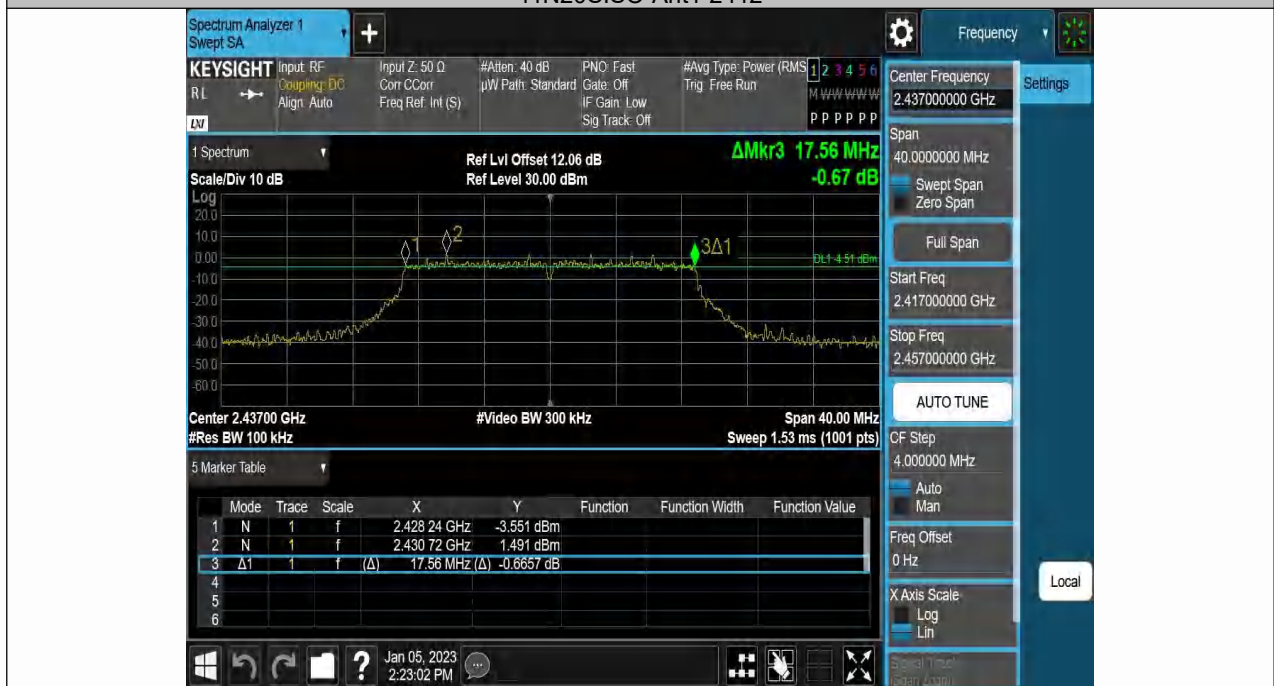 11N20SISO-Ant1-2412
Spectrum Analyzer 1
Swept SA
Frequency
KEYSIGHT
RL
LXI
Input: RF
Coupling: DC
Align: Auto
Input Z: 50 Ω
Corr CCorr
Freq Ref: Int (S)
#Atten: 40 dB
µW Path: Standard
PNO: Fast
Gate: Off
IF Gain: Low
Sig Track: Off
#Avg Type: Power (RMS
Trig: Free Run
1 2 3 4 5 6
M W W W W W
P P P P P P
Center Frequency
2.437000000 GHz
Settings
Span
40.0000000 MHz
Swept Span
Zero Span
Full Span
Start Freq
2.417000000 GHz
Stop Freq
2.457000000 GHz
AUTO TUNE
CF Step
4.000000 MHz
Auto
Man
Freq Offset
0 Hz
X Axis Scale
Log
Lin
Signal Track
Local
1 Spectrum
Scale/Div 10 dB
Ref Lvl Offset 12.06 dB
Ref Level 30.00 dBm
ΔMkr3 17.56 MHz
-0.67 dB
Log
20.0
10.0
0.00
-10.0
-20.0
-30.0
-40.0
-50.0
-60.0
1
2
3Δ1
DL1 -4.51 dBm
Center 2.43700 GHz
#Video BW 300 kHz
Span 40.00 MHz
#Res BW 100 kHz
Sweep 1.53 ms (1001 pts)
5 Marker Table
Mode Trace Scale X Y Function Function Width Function Value
1 N 1 f 2.428 24 GHz -3.551 dBm
2 N 1 f 2.430 72 GHz 1.491 dBm
3 Δ1 1 f (Δ) 17.56 MHz (Δ) -0.6657 dB
4
5
6
?
Jan 05, 2023
2:23:02 PM